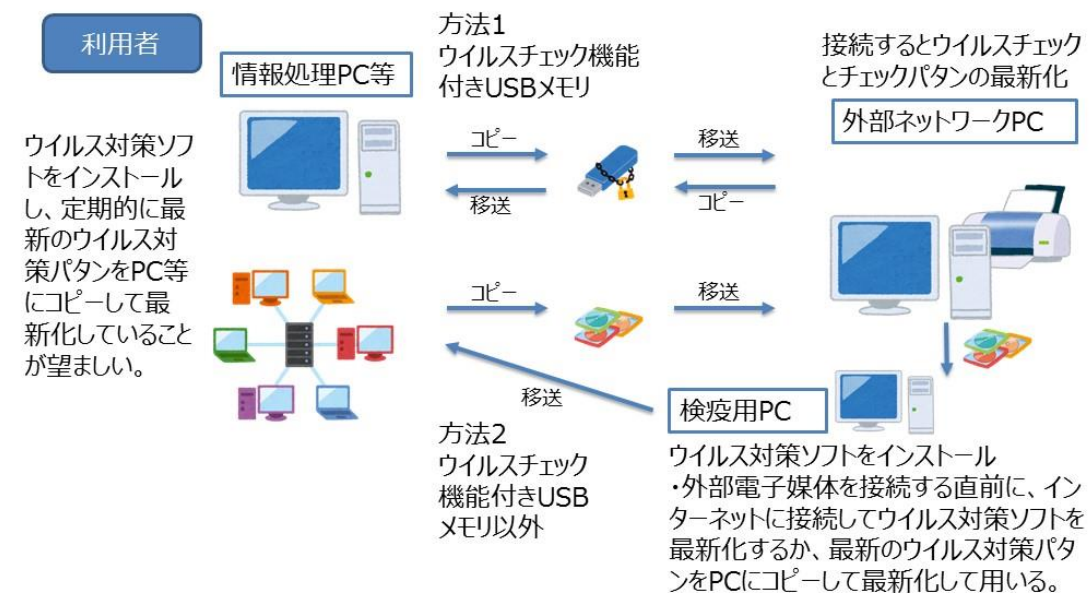 利用者
情報処理PC等
ウイルス対策ソフ
トをインストール
し、定期的に最
新のウイルス対
策パタンをPC等
にコピーして最
新化していること
が望ましい。
方法1
ウイルスチェック機能
付きUSBメモリ
コピー
移送
移送
コピー
接続するとウイルスチェック
とチェックパタンの最新化
外部ネットワークPC
コピー
移送
移送
方法2
ウイルスチェック
機能付きUSB
メモリ以外
検疫用PC
ウイルス対策ソフトをインストール
・外部電子媒体を接続する直前に、イン
ターネットに接続してウイルス対策ソフトを
最新化するか、最新のウイルス対策パタ
ンをPCにコピーして最新化して用いる。